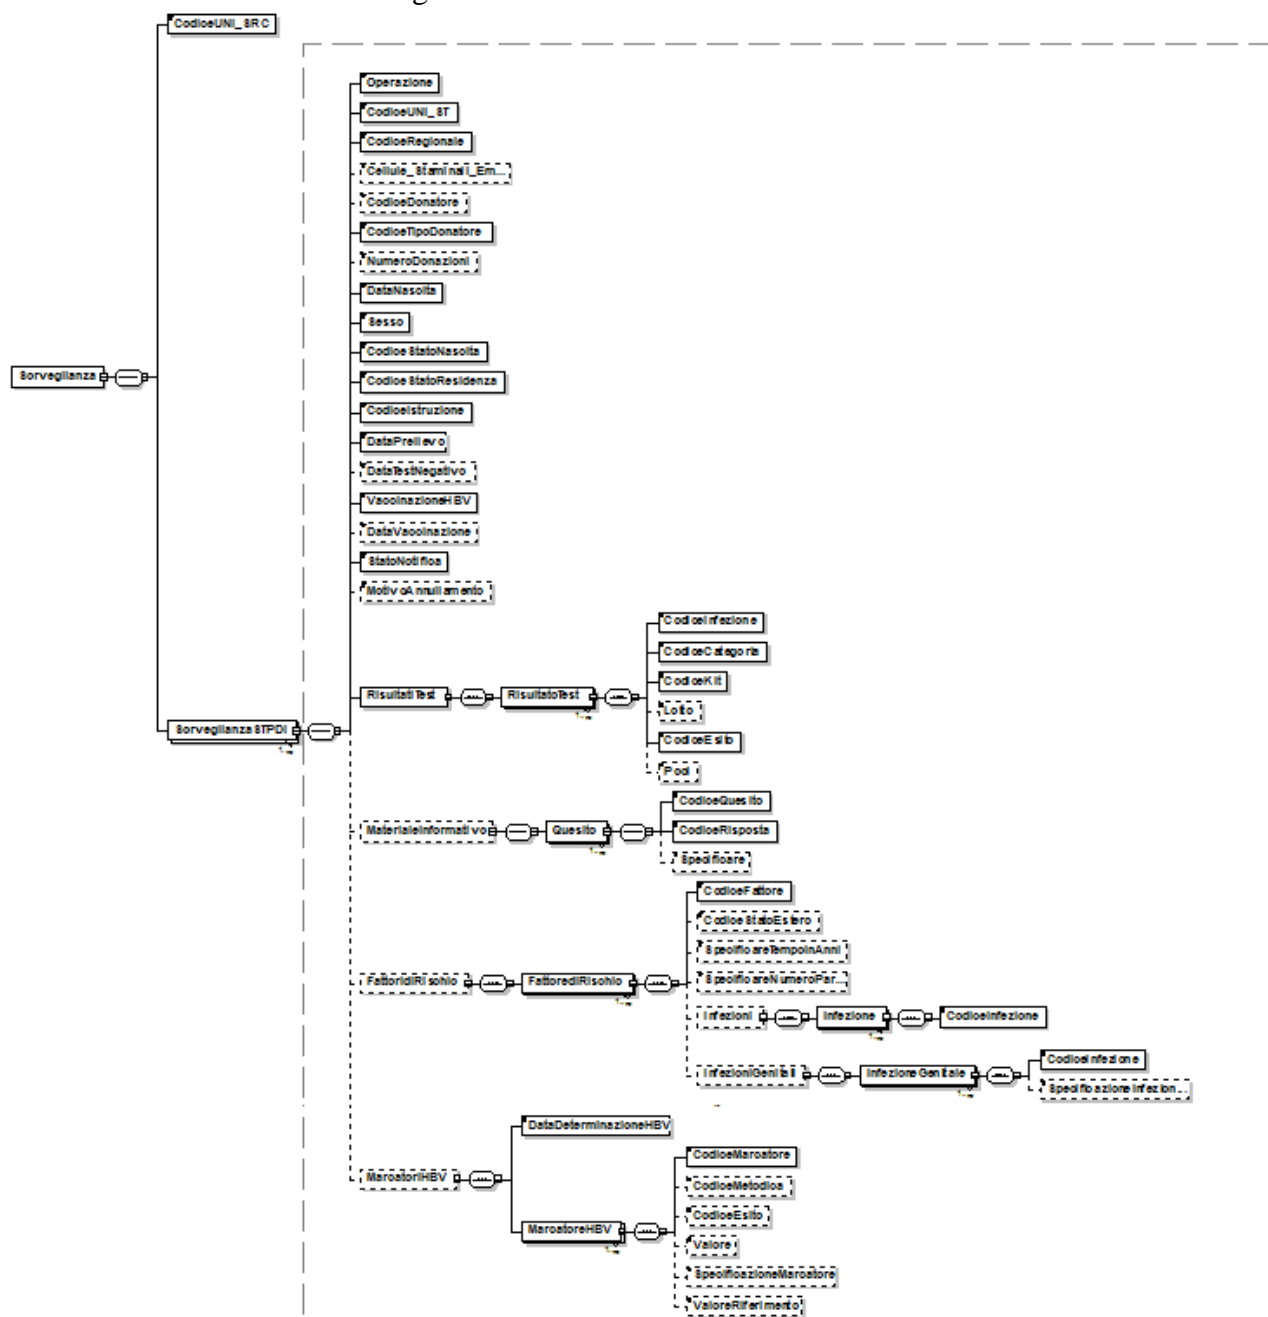 CodiceUNI_SRC
Operazione
CodiceUNI_ST
CodiceRegionale
Cellule_Staminali_Em...
CodiceDonatore
CodiceTipoDonatore
NumeroDonazioni
DataNascita
Sesso
CodiceStatoNascita
Sorveglianza
CodiceStatoResidenza
CodiceIstruzione
DataPrelievo
DataTestNegativo
VaccinazioneHBV
DataVaccinazione
StatoNotifica
MotivoAnnullamento
CodiceInfezione
CodiceCategoria
CodiceKit
RisultatiTest
RisultatoTest
Lotto
SorveglianzaSTPDI
CodiceEsito
Pool
CodiceQuesito
MaterialeInformativo
Quesito
CodiceRisposta
Specificare
CodiceFattore
CodiceStatoEstero
SpecificareTempoinAnni
FattoridiRischio
FattorediRischio
SpecificareNumeroPar...
Infezioni
Infezione
CodiceInfezione
CodiceInfezione
InfezioniGenitali
InfezioneGenitale
SpecificazioneInfezion...
DataDeterminazioneHBV
CodiceMarcatore
MarcatoriHBV
CodiceMetodica
CodiceEsito
MarcatoreHBV
Valore
SpecificazioneMarcatore
ValoreRiferimento